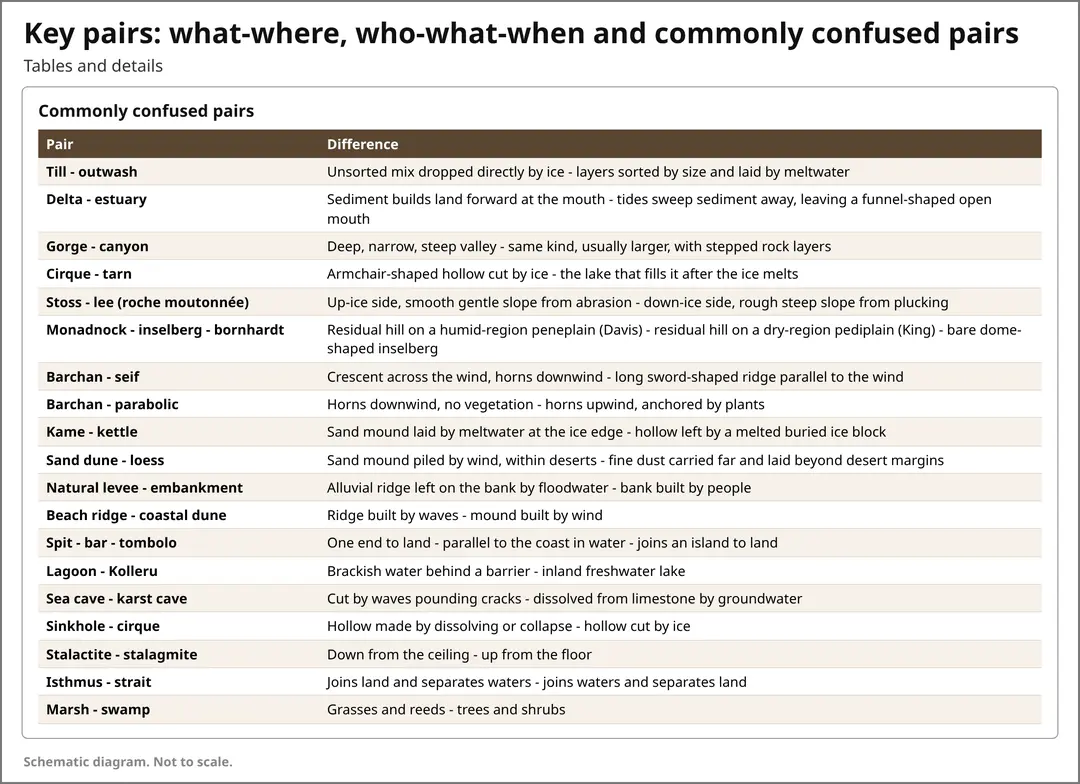 Key pairs: what-where, who-what-when and commonly confused pairs
Tables and details
Commonly confused pairs
Pair Difference
Till - outwash Unsorted mix dropped directly by ice - layers sorted by size and laid by meltwater
Delta - estuary Sediment builds land forward at the mouth - tides sweep sediment away, leaving a funnel-shaped open
mouth
Gorge - canyon Deep, narrow, steep valley - same kind, usually larger, with stepped rock layers
Cirque - tarn Armchair-shaped hollow cut by ice - the lake that fills it after the ice melts
Stoss - lee (roche moutonnée) Up-ice side, smooth gentle slope from abrasion - down-ice side, rough steep slope from plucking
Monadnock - inselberg - bornhardt Residual hill on a humid-region peneplain (Davis) - residual hill on a dry-region pediplain (King) - bare dome-
shaped inselberg
Barchan - seif Crescent across the wind, horns downwind - long sword-shaped ridge parallel to the wind
Barchan - parabolic Horns downwind, no vegetation - horns upwind, anchored by plants
Kame - kettle Sand mound laid by meltwater at the ice edge - hollow left by a melted buried ice block
Sand dune - loess Sand mound piled by wind, within deserts - fine dust carried far and laid beyond desert margins
Natural levee - embankment Alluvial ridge left on the bank by floodwater - bank built by people
Beach ridge - coastal dune Ridge built by waves - mound built by wind
Spit - bar - tombolo One end to land - parallel to the coast in water - joins an island to land
Lagoon - Kolleru Brackish water behind a barrier - inland freshwater lake
Sea cave - karst cave Cut by waves pounding cracks - dissolved from limestone by groundwater
Sinkhole - cirque Hollow made by dissolving or collapse - hollow cut by ice
Stalactite - stalagmite Down from the ceiling - up from the floor
Isthmus - strait Joins land and separates waters - joins waters and separates land
Marsh - swamp Grasses and reeds - trees and shrubs
Schematic diagram. Not to scale.